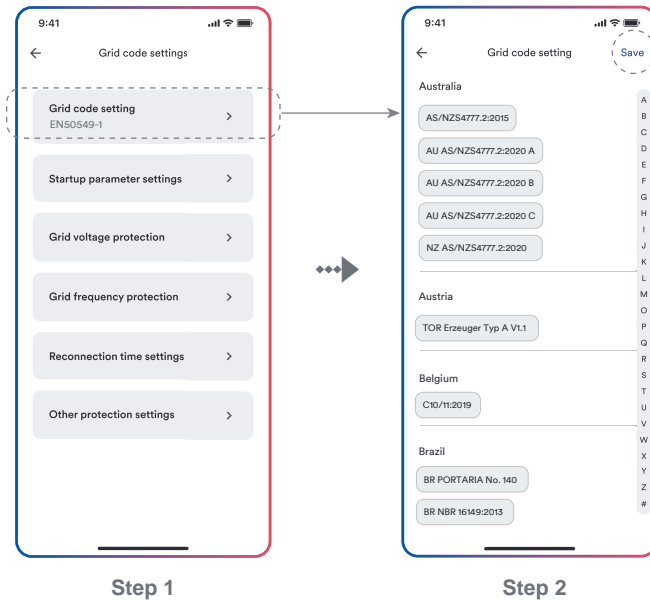 9:41
Grid code settings
Grid code setting
EN50549-1
Startup parameter settings
Grid voltage protection
Grid frequency protection
Reconnection time settings
Other protection settings
Step 1
9:41
Grid code setting
Save
Australia
AS/NZS4777.2:2015
AU AS/NZS4777.2:2020 A
AU AS/NZS4777.2:2020 B
AU AS/NZS4777.2:2020 C
NZ AS/NZS4777.2:2020
Austria
TOR Erzeuger Typ A V1.1
Belgium
C10/11:2019
Brazil
BR PORTARIA No. 140
BR NBR 16149:2013
A
B
C
D
E
F
G
H
I
J
K
L
M
O
P
Q
R
S
T
U
V
W
X
Y
Z
#
Step 2